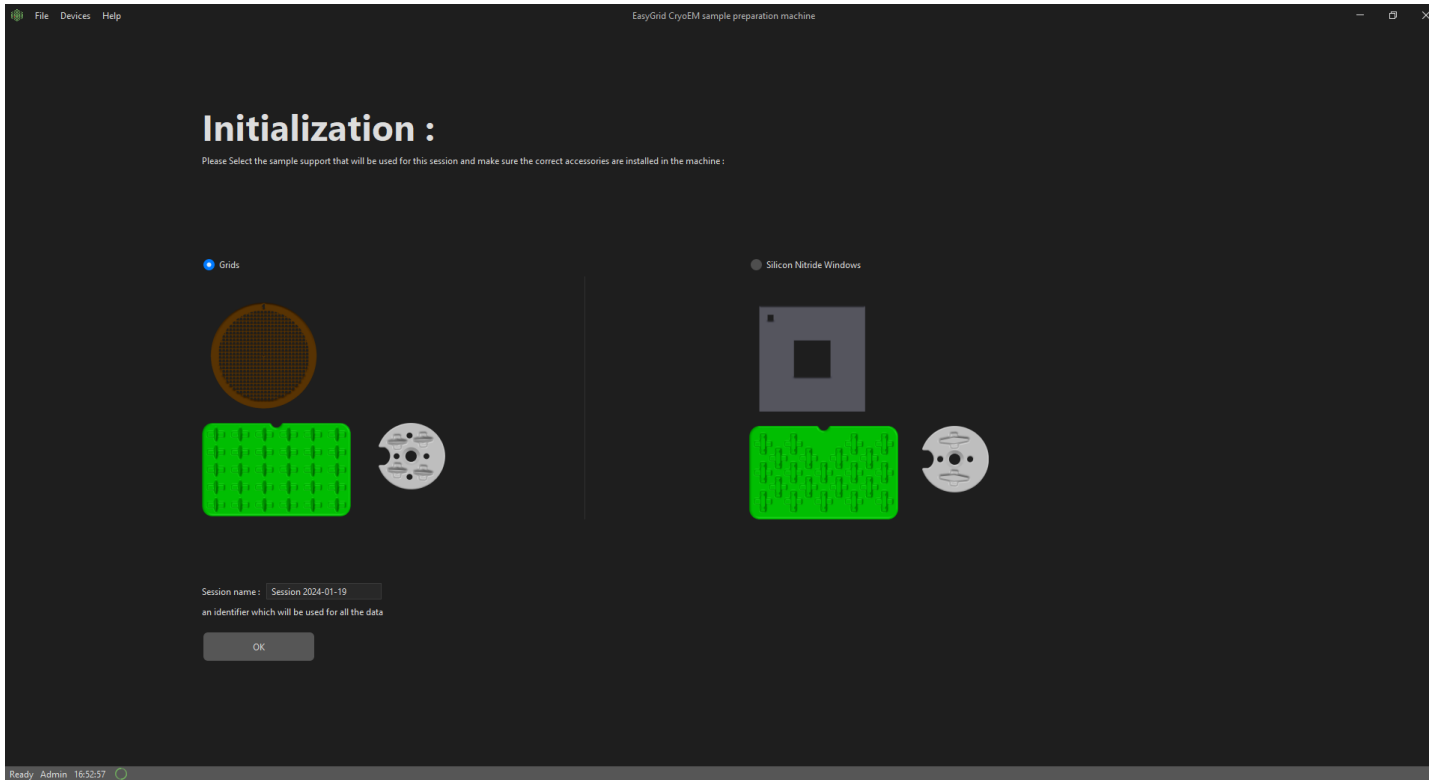 File Devices Help
EasyGrid CryoEM sample preparation machine
Initialization :
Please Select the sample support that will be used for this session and make sure the correct accessories are installed in the machine :
Grids
Silicon Nitride Windows
Session name : Session 2024-01-19
an identifier which will be used for all the data
OK
Ready Admin 16:52:57